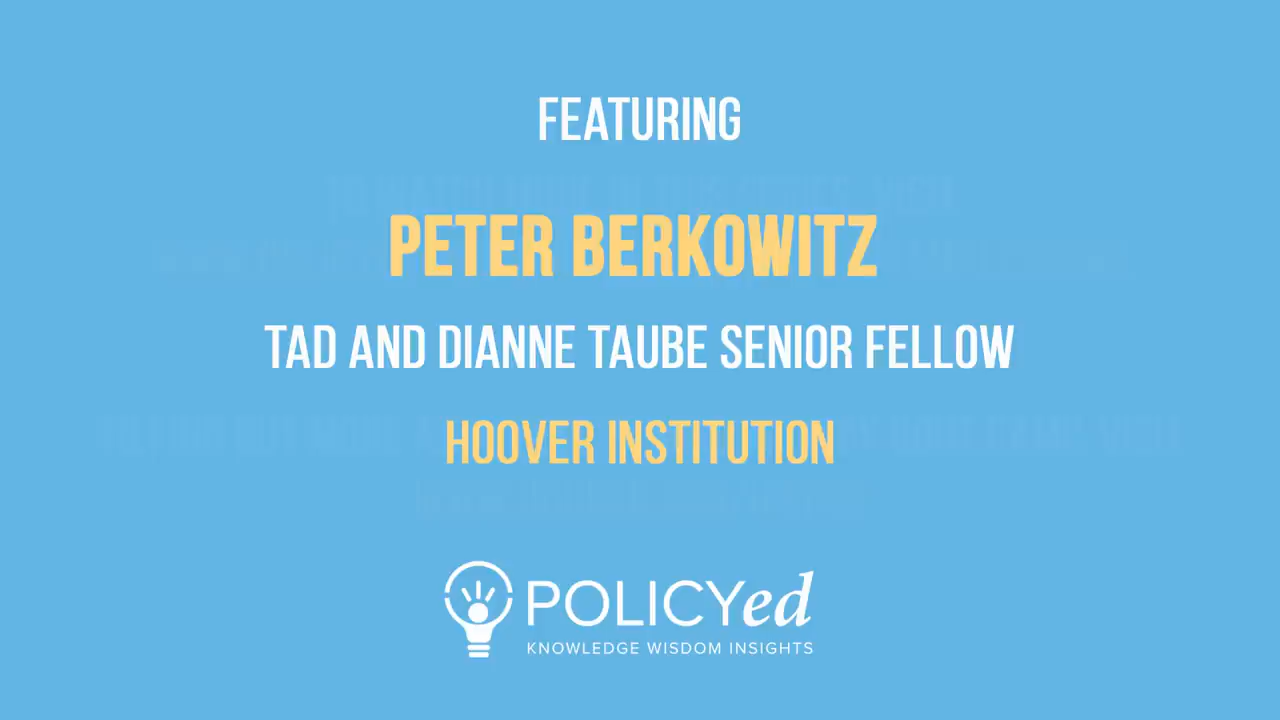 FEATURING
PETER BERKOWITZ
TAD AND DIANNE TAUBE SENIOR FELLOW
HOOVER INSTITUTION
POLICYed
KNOWLEDGE WISDOM INSIGHTS